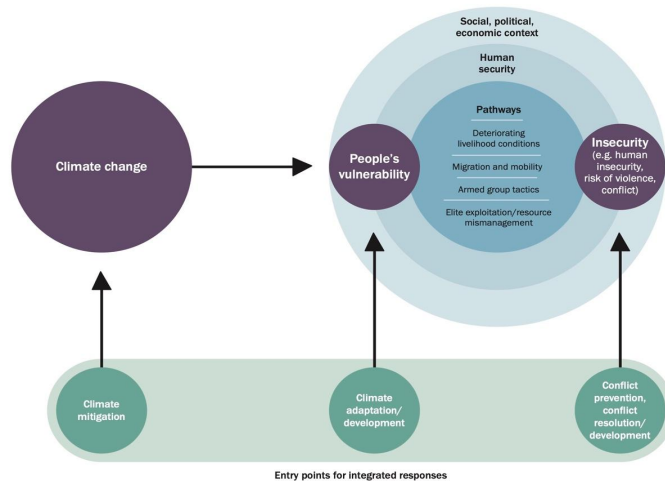 Social, political,
economic context
Human
security
Pathways
Deteriorating
livelihood conditions
Migration and mobility
Armed group tactics
Elite exploitation/resource
mismanagement
Climate change
People's
vulnerability
Insecurity
(e.g. human
insecurity,
risk of violence,
conflict)
Climate
mitigation
Climate
adaptation/
development
Conflict
prevention,
conflict
resolution/
development
Entry points for integrated responses